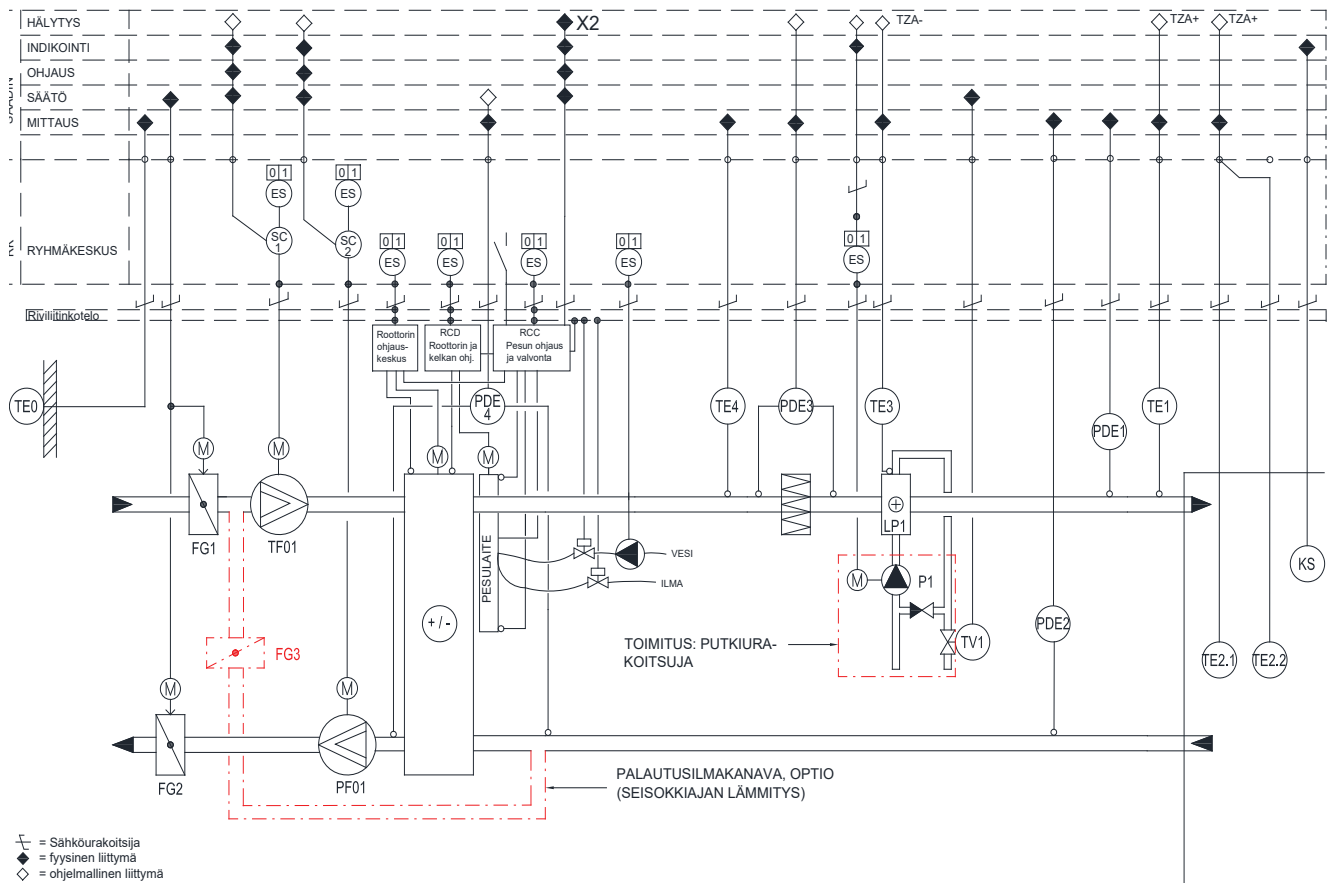 HÄLYTYS
X2
TZA-
TZA+
TZA+
INDIKOINTI
OHJAUS
SÄÄTÖ
MITTAUS
SÄÄDIN
RK
RYHMÄKESKUS
0 1
ES
0 1
ES
SC
1
SC
2
0 1
ES
0 1
ES
0 1
ES
0 1
ES
0 1
ES
Riviliitinkotelo
Roottorin
ohjaus-
keskus
RCD
Roottorin ja
kelkan ohj.
RCC
Pesun ohjaus
ja valvonta
TE0
PDE
4
TE4
PDE3
TE3
PDE1
TE1
M
M
M
M
FG1
TF01
LP1
PESULAITE
VESI
ILMA
M
P1
KS
+ / -
FG3
TOIMITUS: PUTKIURA-
KOITSUJA
TV1
PDE2
TE2.1
TE2.2
M
M
FG2
PF01
PALAUTUSILMAKANAVA, OPTIO
(SEISOKKIAJAN LÄMMITYS)
= Sähköurakoitsija
= fyysinen liittymä
= ohjelmallinen liittymä